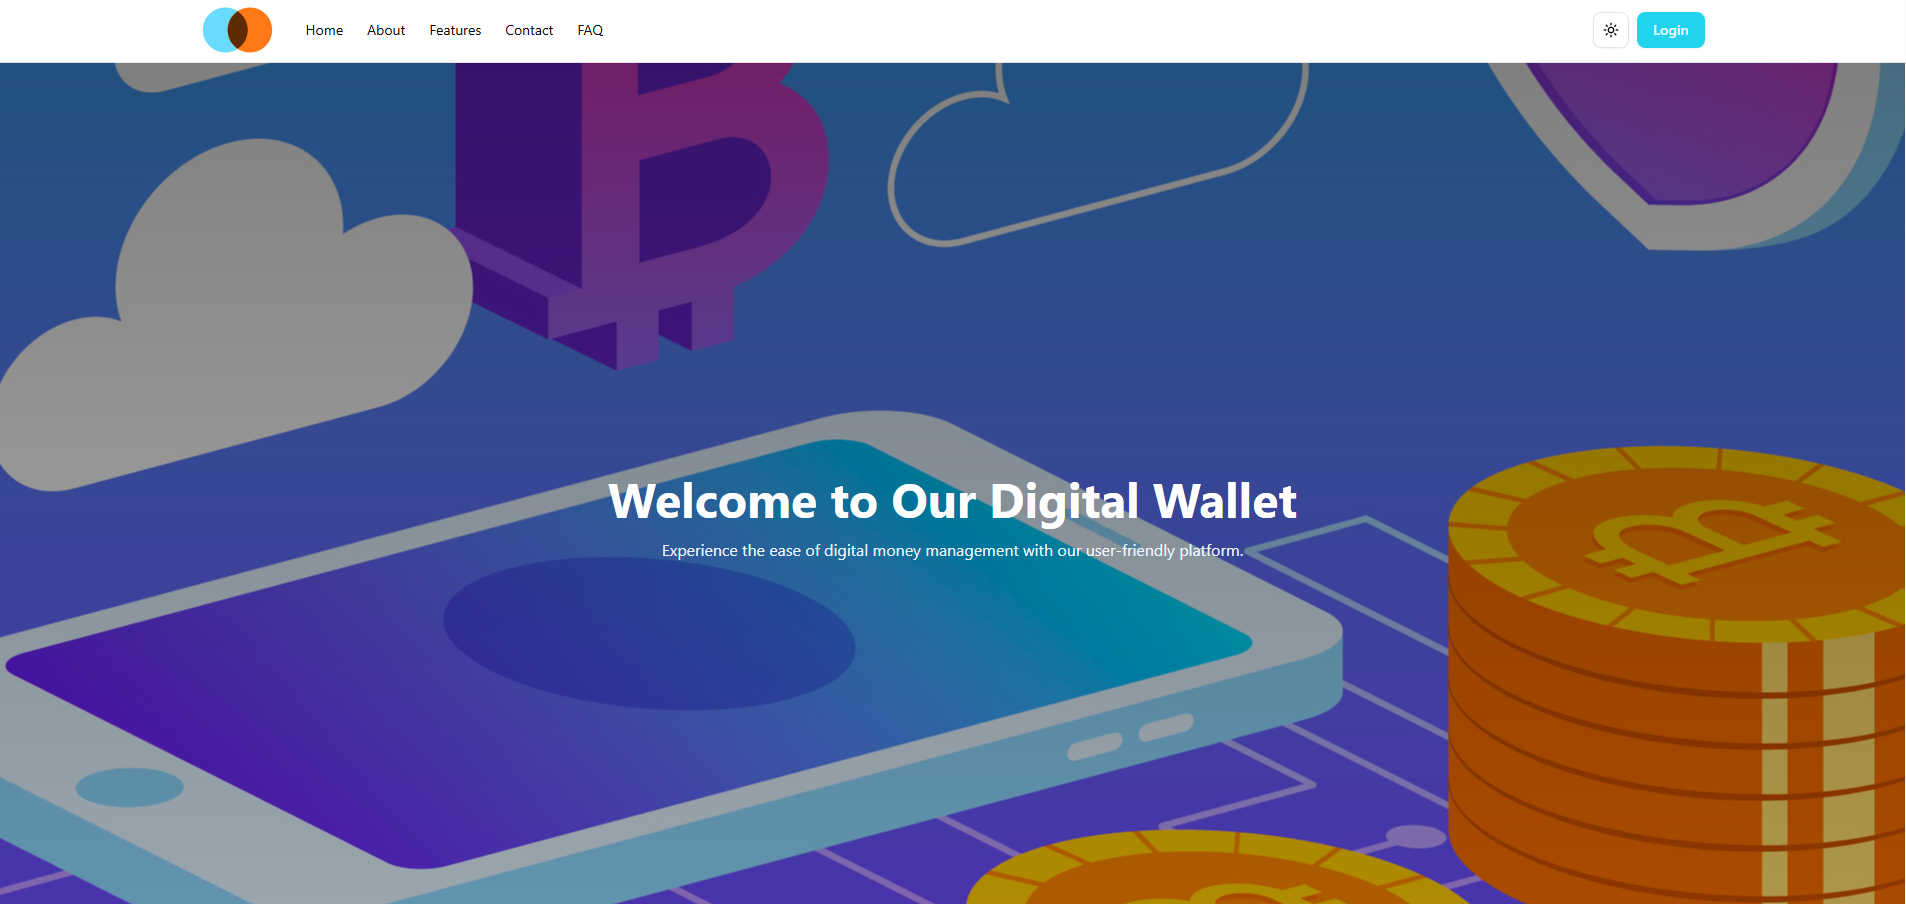 Home About Features Contact FAQ Login
Welcome to Our Digital Wallet
Experience the ease of digital money management with our user-friendly platform.